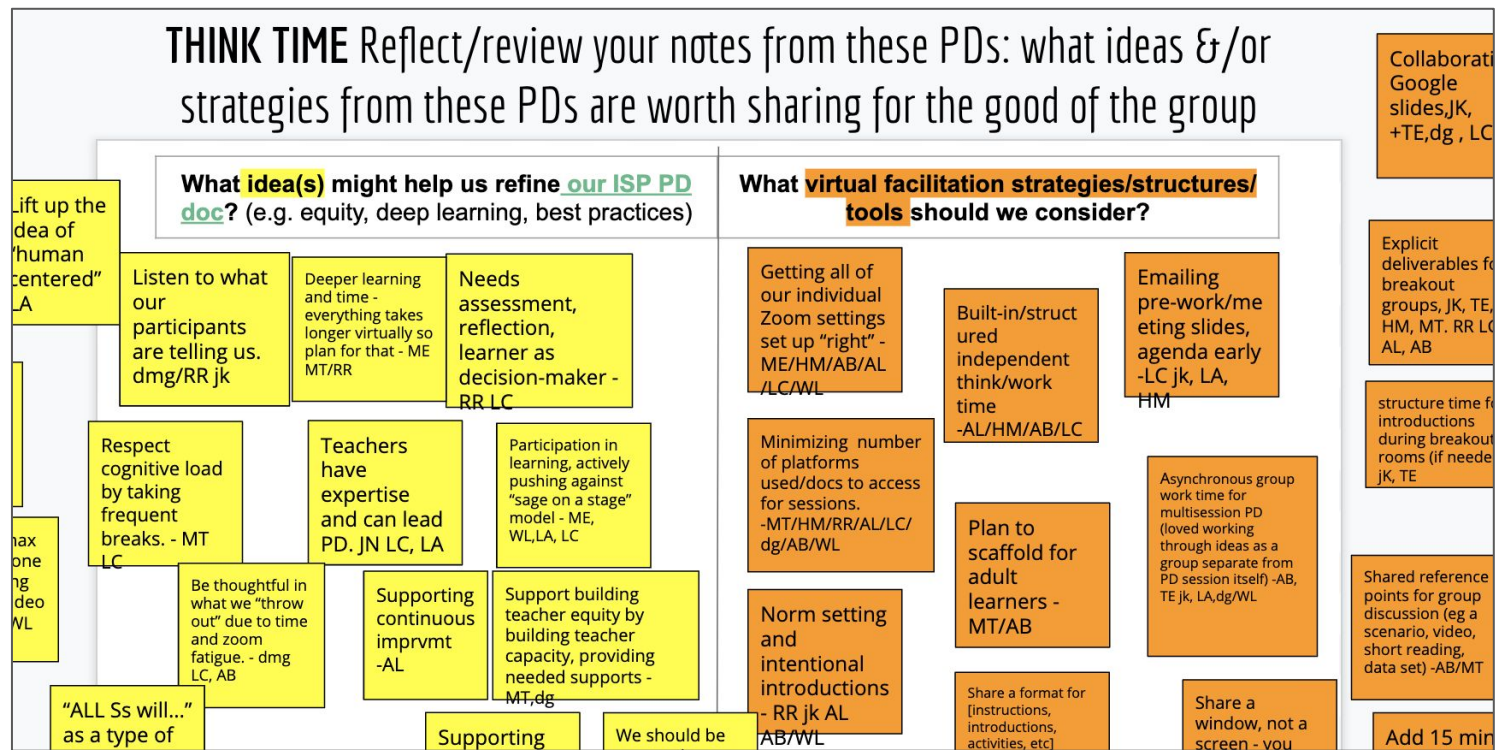 THINK TIME Reflect/review your notes from these PDs: what ideas &/or
strategies from these PDs are worth sharing for the good of the group
What idea(s) might help us refine our ISP PD
doc? (e.g. equity, deep learning, best practices)
What virtual facilitation strategies/structures/
tools should we consider?
Lift up the
idea of
"human
centered"
LA
Listen to what
our
participants
are telling us.
dmg/RR jk
Deeper learning
and time -
everything takes
longer virtually so
plan for that - ME
MT/RR
Needs
assessment,
reflection,
learner as
decision-maker -
RR LC
Respect
cognitive load
by taking
frequent
breaks. - MT
LC
Teachers
have
expertise
and can lead
PD. JN LC, LA
Participation in
learning, actively
pushing against
"sage on a stage"
model - ME,
WL,LA, LC
Be thoughtful in
what we "throw
out" due to time
and zoom
fatigue. - dmg
LC, AB
Supporting
continuous
imprvmt
-AL
Support building
teacher equity by
building teacher
capacity, providing
needed supports -
MT,dg
"ALL Ss will..."
as a type of
Supporting
We should be
Getting all of
our individual
Zoom settings
set up "right" -
ME/HM/AB/AL
/LC/WL
Built-in/struct
ured
independent
think/work
time
-AL/HM/AB/LC
Emailing
pre-work/me
eting slides,
agenda early
-LC jk, LA,
HM
Minimizing number
of platforms
used/docs to access
for sessions.
-MT/HM/RR/AL/LC/
dg/AB/WL
Plan to
scaffold for
adult
learners -
MT/AB
Asynchronous group
work time for
multisession PD
(loved working
through ideas as a
group separate from
PD session itself) -AB,
TE jk, LA,dg/WL
Norm setting
and
intentional
introductions
- RR jk AL
AB/WL
Share a format for
[instructions,
introductions,
activities, etc]
Share a
window, not a
screen - you
Collaborati
Google
slides,JK,
+TE,dg , LC
Explicit
deliverables fo
breakout
groups, JK, TE,
HM, MT. RR LC
AL, AB
structure time fo
introductions
during breakout
rooms (if neede
jK, TE
Shared reference
points for group
discussion (eg a
scenario, video,
short reading,
data set) -AB/MT
Add 15 min